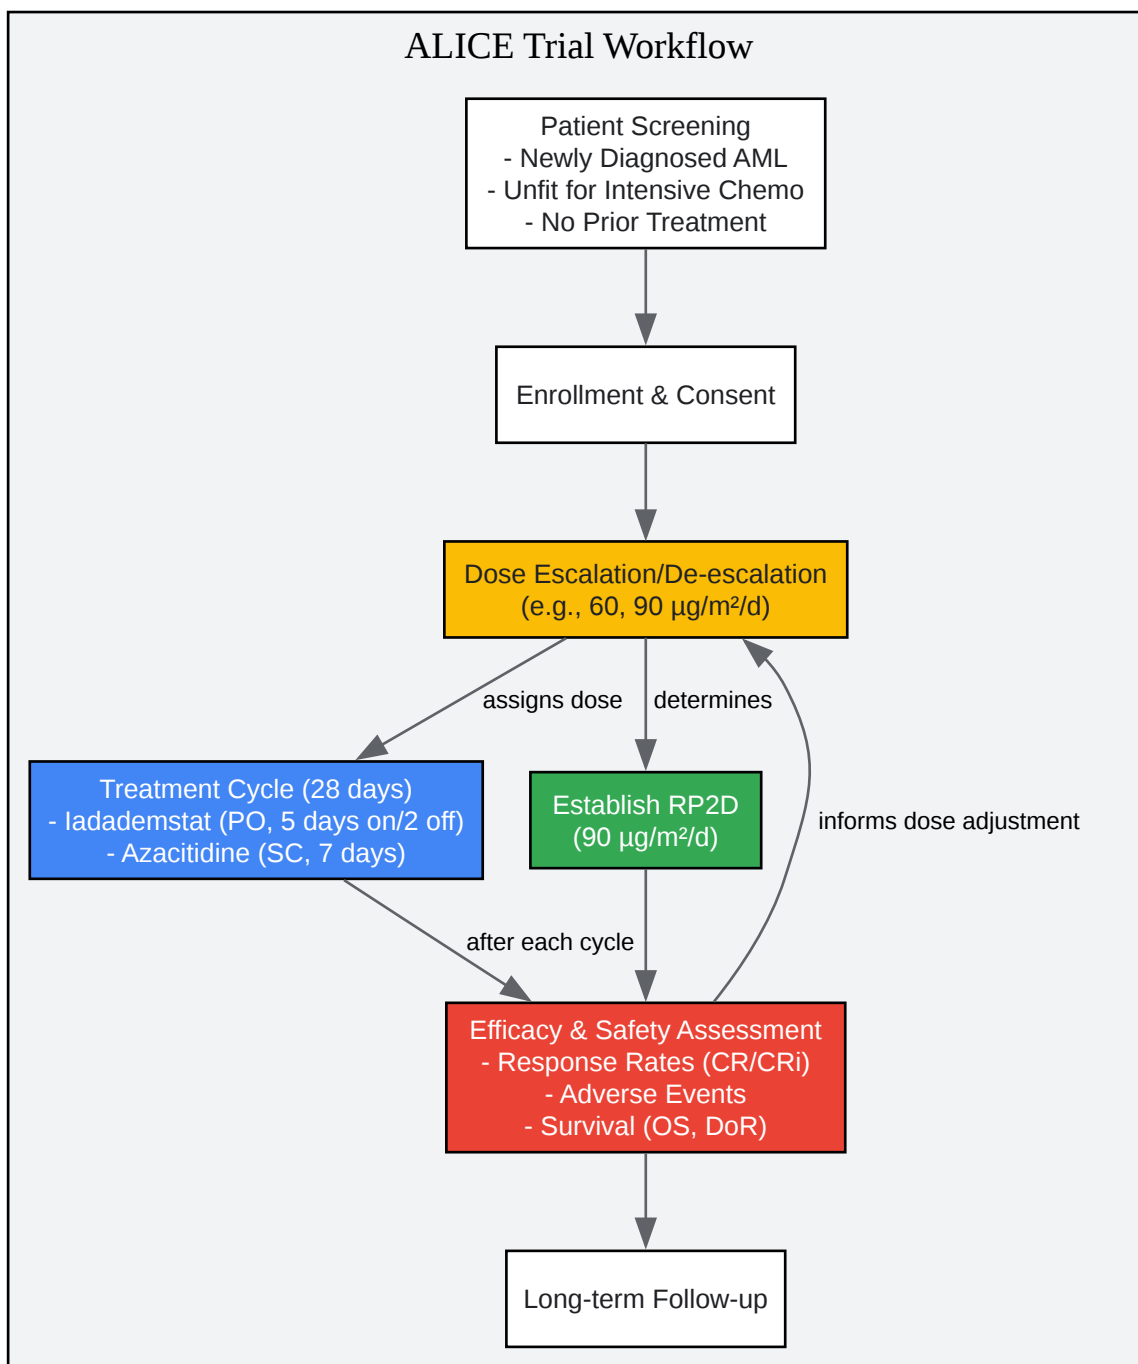 ALICE Trial Workflow
Patient Screening
- Newly Diagnosed AML
- Unfit for Intensive Chemo
- No Prior Treatment
Enrollment & Consent
Dose Escalation/De-escalation
(e.g., 60, 90 µg/m²/d)
assigns dose
determines
Treatment Cycle (28 days)
- Iadademstat (PO, 5 days on/2 off)
- Azacitidine (SC, 7 days)
Establish RP2D
(90 µg/m²/d)
informs dose adjustment
after each cycle
Efficacy & Safety Assessment
- Response Rates (CR/CRi)
- Adverse Events
- Survival (OS, DoR)
Long-term Follow-up